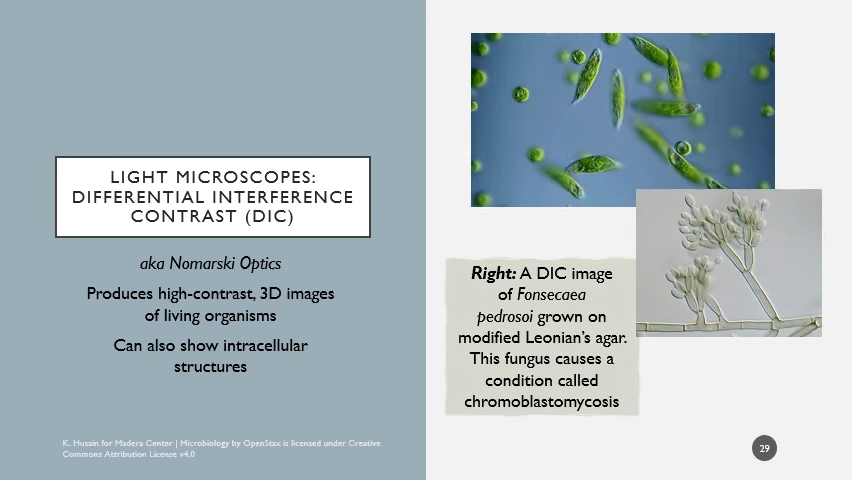 LIGHT MICROSCOPES:
DIFFERENTIAL INTERFERENCE
CONTRAST (DIC)
aka Nomarski Optics
Produces high-contrast, 3D images
of living organisms
Can also show intracellular
structures
Right: A DIC image
of Fonsecaea
pedrosoi grown on
modified Leonian's agar.
This fungus causes a
condition called
chromoblastomycosis
K. Husain for Madera Center | Microbiology by OpenStax is licensed under Creative
Commons Attribution License v4.0
29